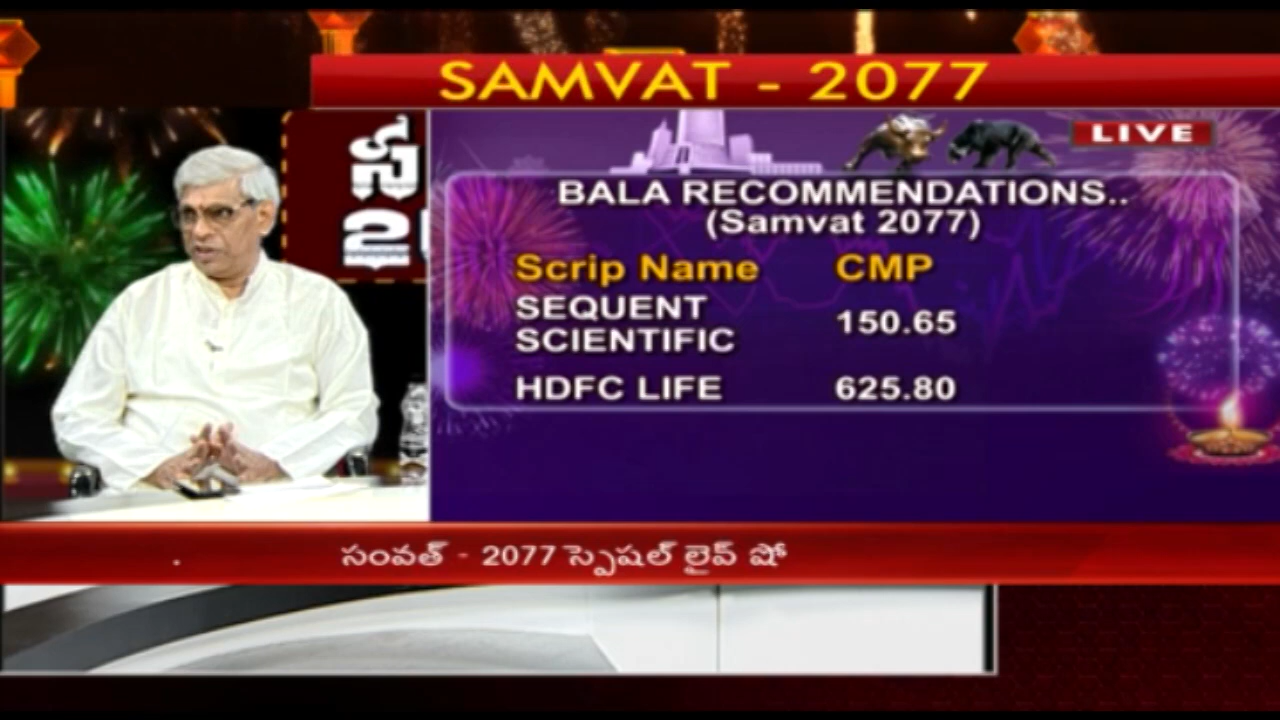 SAMVAT - 2077
LIVE
స
2
BALA RECOMMENDATIONS..
(Samvat 2077)
Scrip Name CMP
SEQUENT
SCIENTIFIC 150.65
HDFC LIFE 625.80
సంవత్ - 2077 స్పెషల్ లైవ్ షో